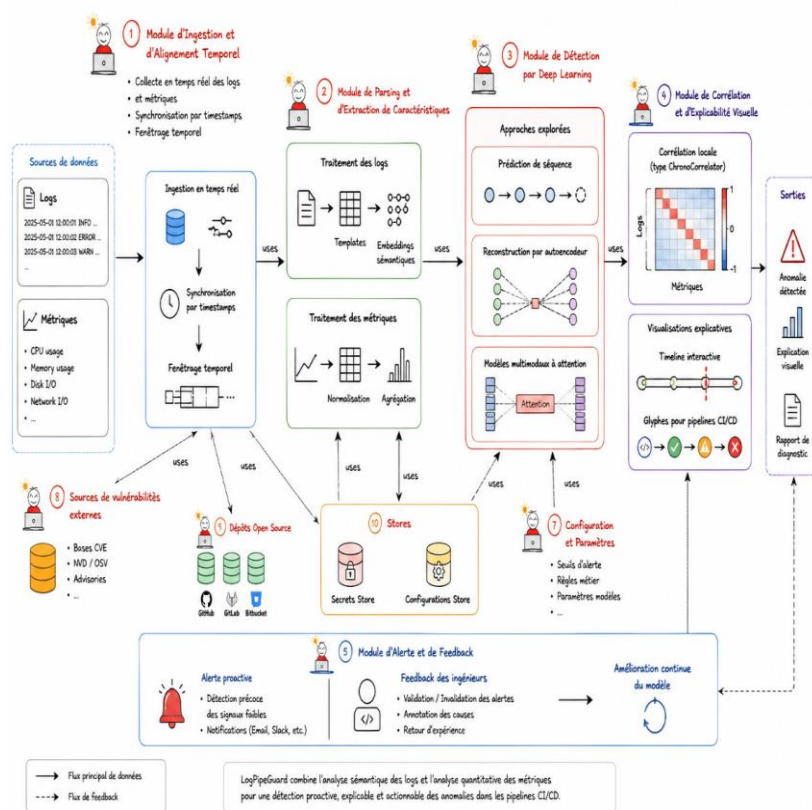 1 Module d'Ingestion et
d'Alignement Temporel
• Collecte en temps réel des logs
• et métriques
• Synchronisation par timestamps
• Fenêtrage temporel
2 Module de Parsing et
d'Extraction de Caractéristiques
3 Module de Détection
par Deep Learning
4 Module de Corrélation
et d'Explicabilité Visuelle
Sources de données
Logs
2025-05-01 12:00:01 INFO ...
2025-05-01 12:00:02 ERROR ...
2025-05-01 12:00:03 WARN ...
...
Métriques
• CPU usage
• Memory usage
• Disk I/O
• Network I/O
• ...
Ingestion en temps réel
Synchronisation
par timestamps
Fenêtrage temporel
uses
Traitement des logs
Templates
Embeddings
sémantiques
Traitement des métriques
Normalisation
Agrégation
uses
Approches explorées
Prédiction de séquence
Reconstruction par autoencodeur
Modèles multimodaux à attention
Attention
uses
Corrélation locale
(type ChronoCorrelator)
Logs
1
0
-1
Métriques
Visualisations explicatives
Timeline interactive
Glyphes pour pipelines CI/CD
</>
Sorties
Anomalie
détectée
Explication
visuelle
Rapport de
diagnostic
uses
uses
uses
uses
uses
uses
uses
8 Sources de vulnérabilités
externes
• Bases CVE
• NVD / OSV
• Advisories
• ...
9 Dépôts Open Source
GitHub
GitLab
Bitbucket
10 Stores
Secrets Store
Configurations Store
7 Configuration
et Paramètres
• Seuils d'alerte
• Règles métier
• Paramètres modèles
• ...
5 Module d'Alerte et de Feedback
Alerte proactive
• Détection précoce
des signaux faibles
• Notifications (Email, Slack, etc.)
Feedback des ingénieurs
</>
• Validation / Invalidation des alertes
• Annotation des causes
• Retour d'expérience
Amélioration continue
du modèle
Flux principal de données
Flux de feedback
LogPipeGuard combine l'analyse sémantique des logs et l'analyse quantitative des métriques
pour une détection proactive, explicable et actionnable des anomalies dans les pipelines CI/CD.